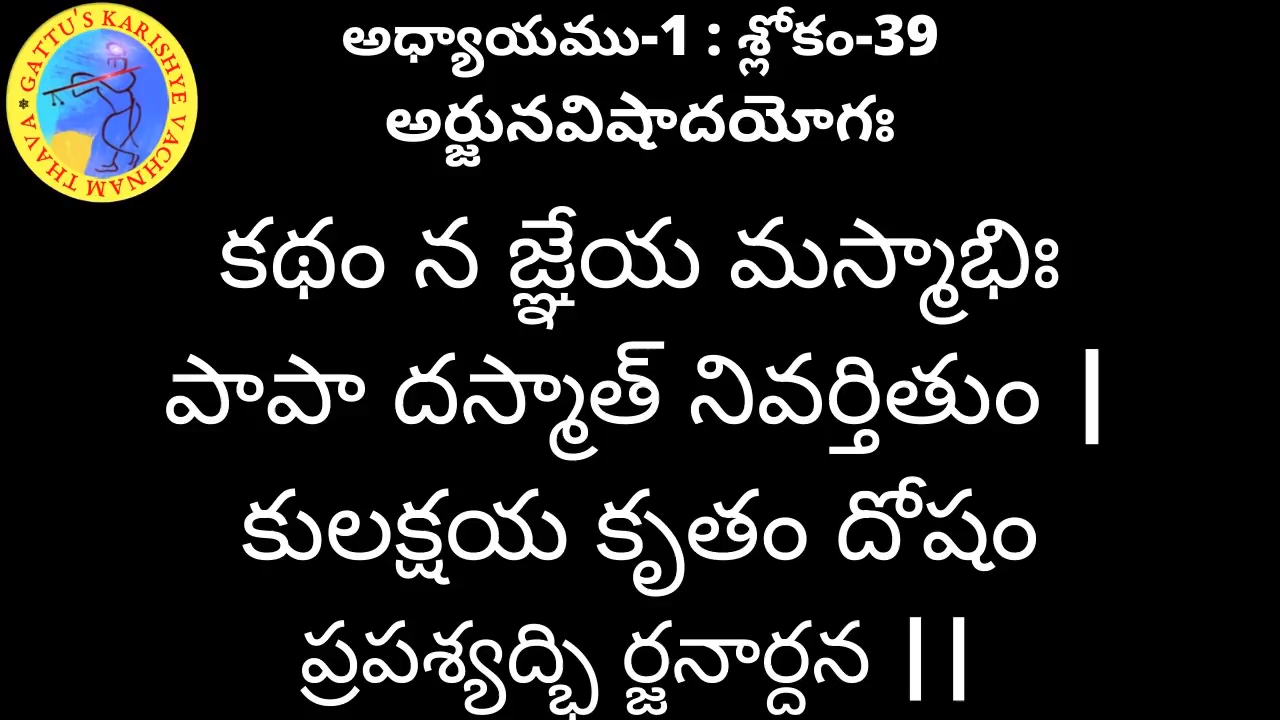 GATTU'S KARISHYE VACHNAM THAVA
అధ్యాయము-1 : శ్లోకం-39
అర్జునవిషాదయోగః
కథం న జ్ఞేయ మస్మాభిః
పాపా దస్మాత్ నివర్తితుం |
కులక్షయ కృతం దోషం
ప్రపశ్యద్భి ర్జనార్దన ||